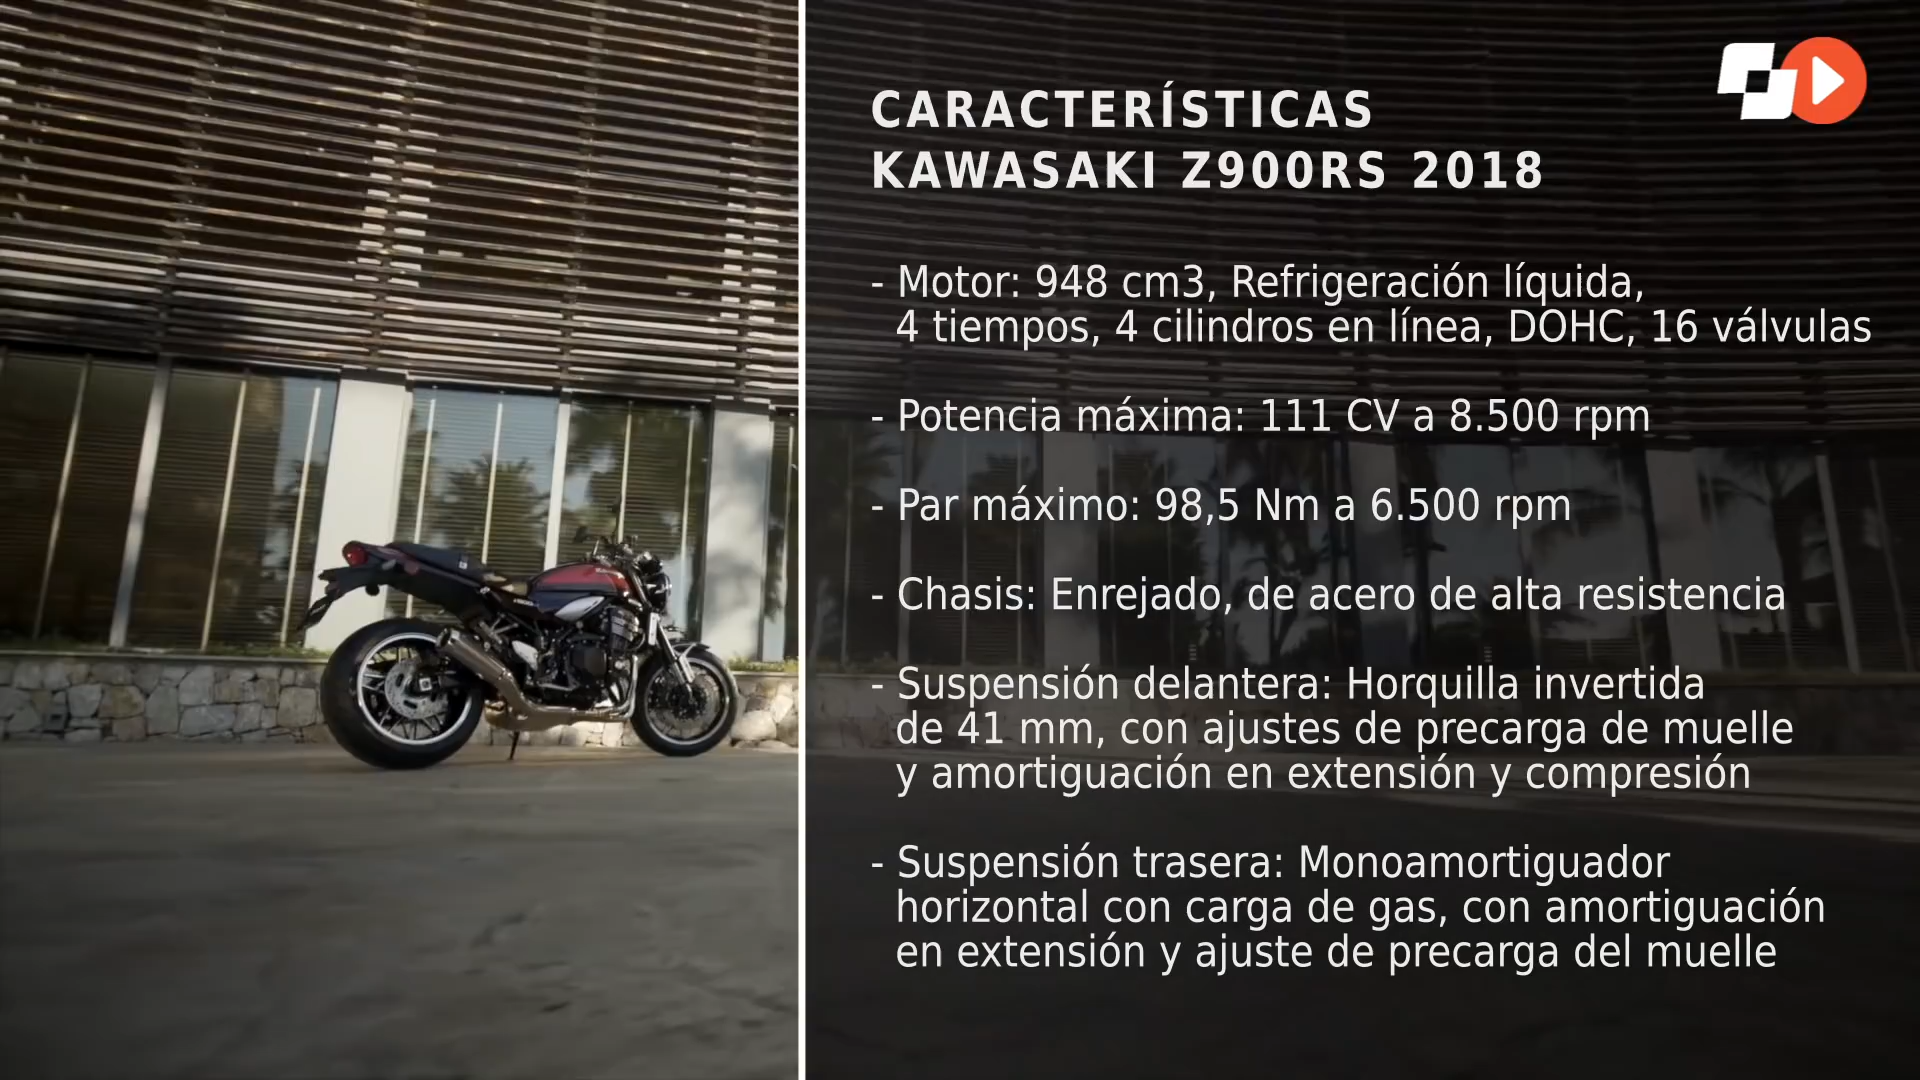 CARACTERÍSTICAS
KAWASAKI Z900RS 2018
- Motor: 948 cm3, Refrigeración líquida,
4 tiempos, 4 cilindros en línea, DOHC, 16 válvulas
- Potencia máxima: 111 CV a 8.500 rpm
- Par máximo: 98,5 Nm a 6.500 rpm
- Chasis: Enrejado, de acero de alta resistencia
- Suspensión delantera: Horquilla invertida
de 41 mm, con ajustes de precarga de muelle
y amortiguación en extensión y compresión
- Suspensión trasera: Monoamortiguador
horizontal con carga de gas, con amortiguación
en extensión y ajuste de precarga del muelle